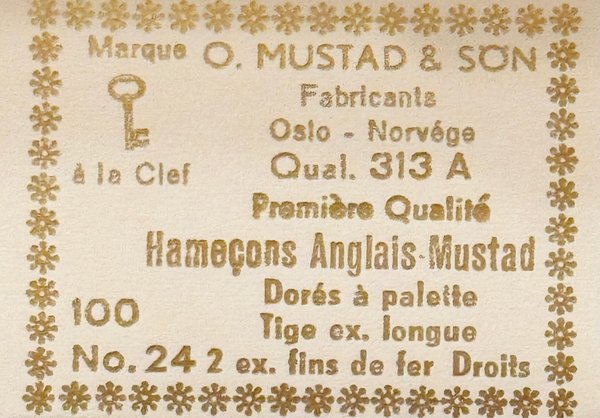 Marque O. MUSTAD & SØN
Fabricants
Oslo - Norvége
à la Clef
Qual. 313 A
Première Qualité
Hameçons Anglais-Mustad
Dorés à palette
100
Tige ex. longue
No. 24 2 ex. fins de fer Droits